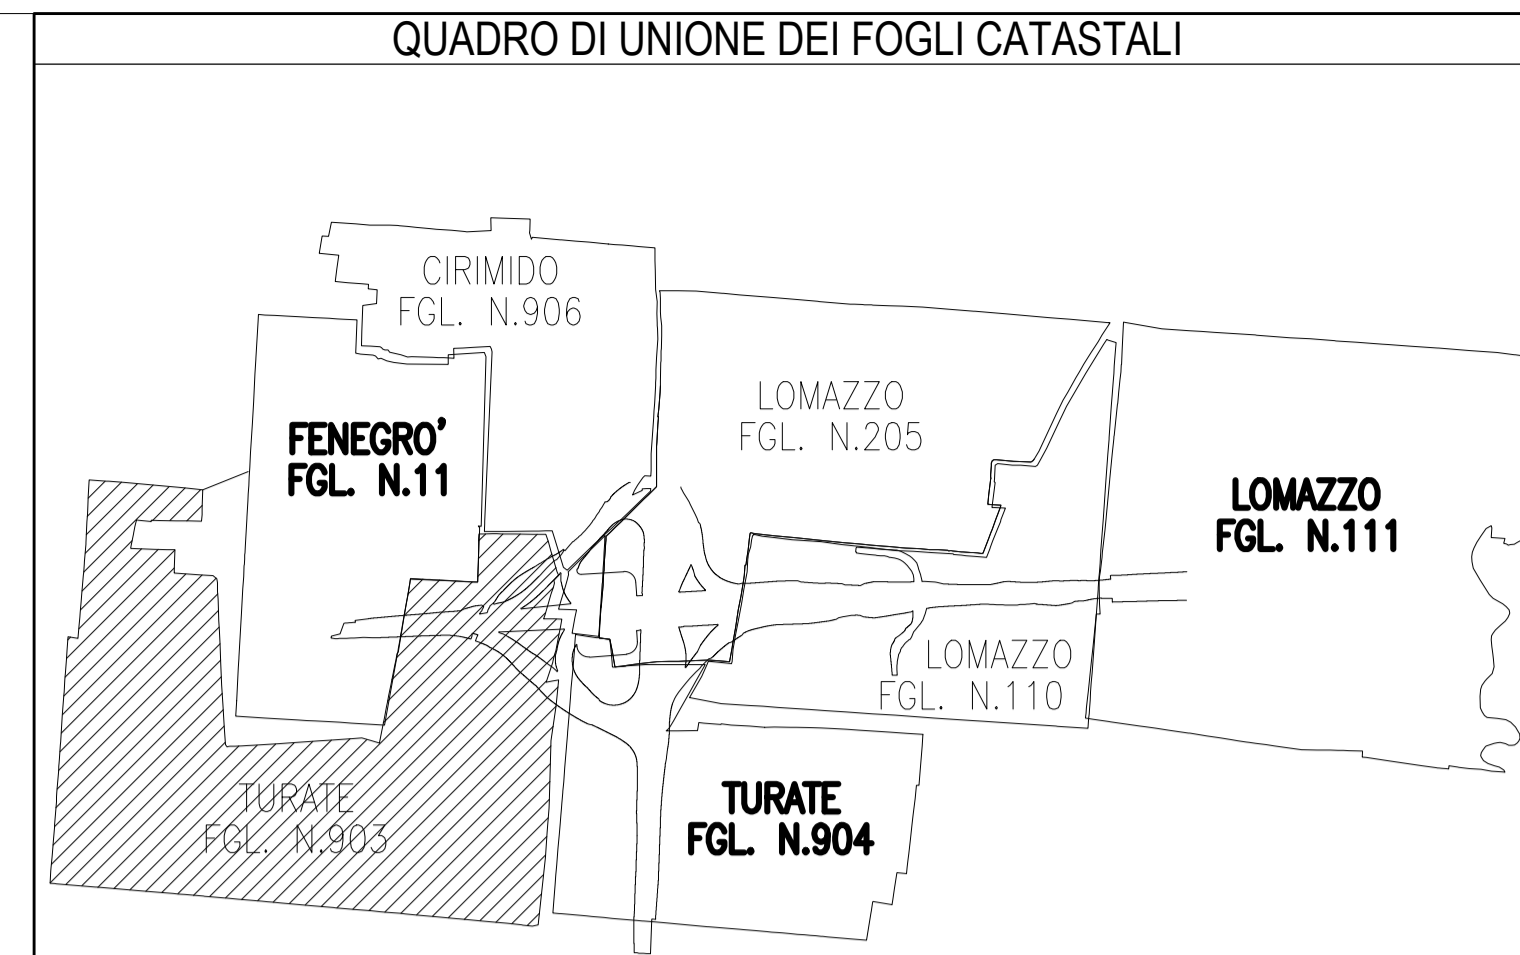 QUADRO DI UNIONE DEI FOGLI CATASTALI
CIRIMIDO
FGL. N.906
LOMAZZO
FGL. N.205
FENEGRO'
FGL. N.11
LOMAZZO
FGL. N.111
LOMAZZO
FGL. N.110
TURATE
FGL. N.903
TURATE
FGL. N.904